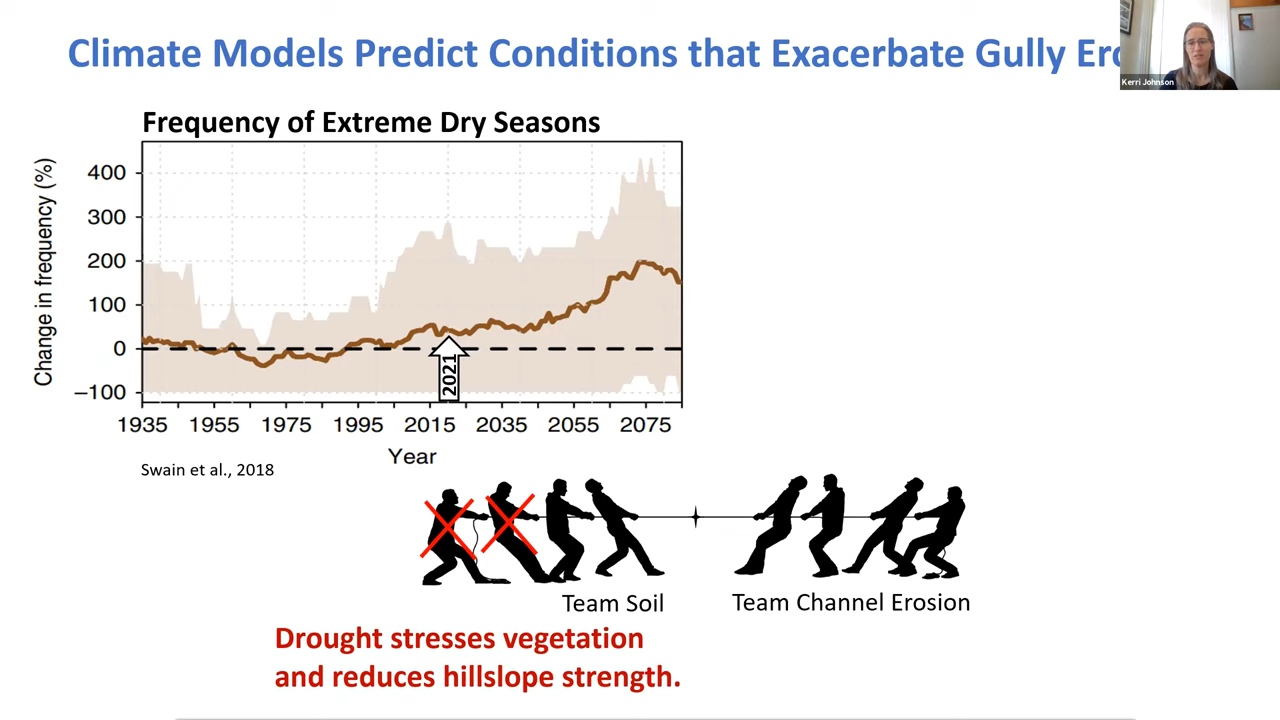 Climate Models Predict Conditions that Exacerbate Gully
Kerri Johnson
Frequency of Extreme Dry Seasons
Change in frequency (%)
400
300
200
100
0
−100
2021
1935 1955 1975 1995 2015 2035 2055 2075
Year
Swain et al., 2018
Team Soil
Team Channel Erosion
Drought stresses vegetation
and reduces hillslope strength.